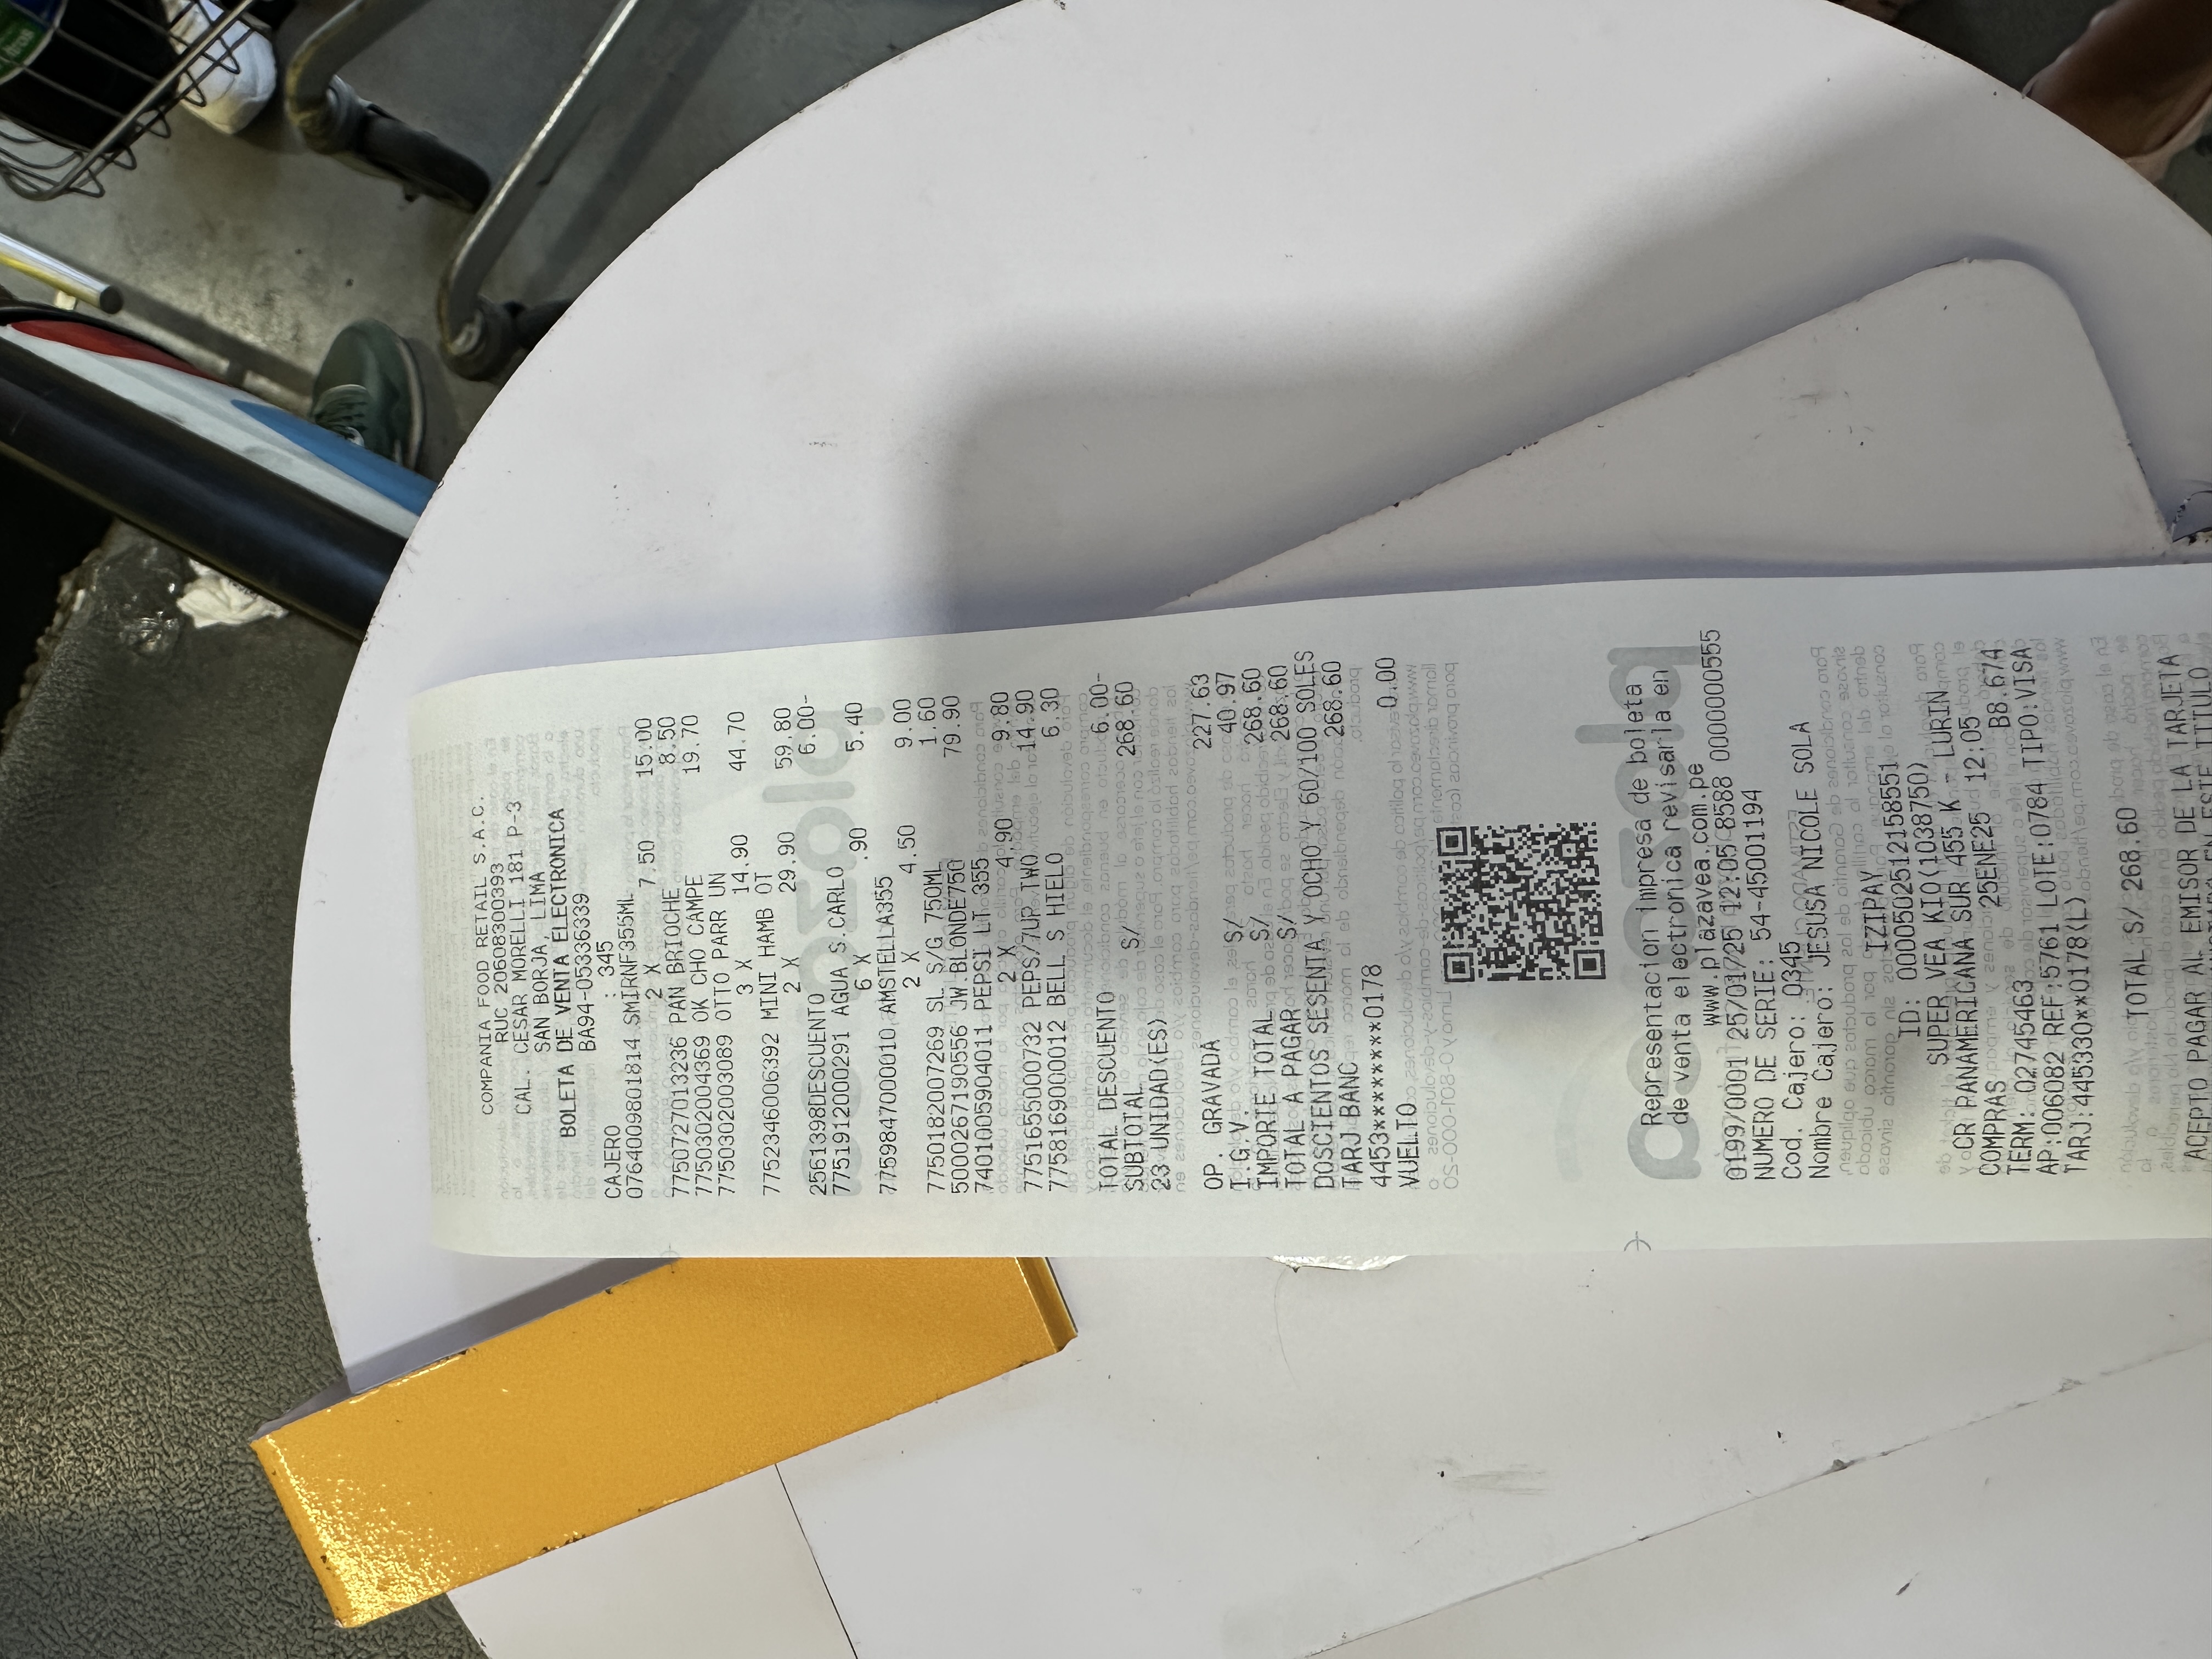 COMPANIA FOOD RETAIL S.A.C.
RUC 20608300393
CAL. CESAR MORELLI 181 P-3
SAN BORJA, LIMA
BOLETA DE VENTA ELECTRONICA
BA94-05336339
CAJERO : 345
0764009801814 SMIRNF355ML
2 X 7.50 15.00
7750727013236 PAN BRIOCHE 8.50
7750302004369 OK CHO CAMPE 19.70
7750302003089 OTTO PARR UN
3 X 14.90 44.70
7752346006392 MINI HAMB OT
2 X 29.90 59.80
2561398DESCUENTO 6.00-
7751912000291 AGUA S.CARLO
6 X .90 5.40
7759847000010 AMSTELLA355
2 X 4.50 9.00
7750182007269 SL S/G 750ML 1.60
5000267190556 JW.BLONDE750 79.90
7401005904011 PEPSI LT 355
2 X 4.90 9.80
7751655000732 PEPS/7UP TWO 14.90
7758169000012 BELL S HIELO 6.30
TOTAL DESCUENTO 6.00-
SUBTOTAL S/ 268.60
23 UNIDAD(ES)
OP. GRAVADA 227.63
I.G.V. S/ 40.97
IMPORTE TOTAL S/ 268.60
TOTAL A PAGAR S/ 268.60
DOSCIENTOS SESENTA Y OCHO Y 60/100 SOLES
TARJ BANC 268.60
4453********0178
VUELTO 0.00
Representacion impresa de boleta
de venta electronica revisarla en
www.plazavea.com.pe
0199/0001 25/01/25 12:05 8588 0000000555
NUMERO DE SERIE: 54-45001194
Cod. Cajero: 0345
Nombre Cajero: JESUSA NICOLE SOLA
IZIPAY
ID: 0000502512158551
SUPER VEA KIO(1038750)
CR PANAMERICANA SUR 455 K - LURIN
COMPRAS 25ENE25 12:05
TERM: 02745463 B8.674
AP:006082 REF:5761 LOTE:0784 TIPO:VISA
TARJ:445330**0178(L)
TOTAL S/ 268.60
ACEPTO PAGAR AL EMISOR DE LA TARJETA
EN ESTE TITULO